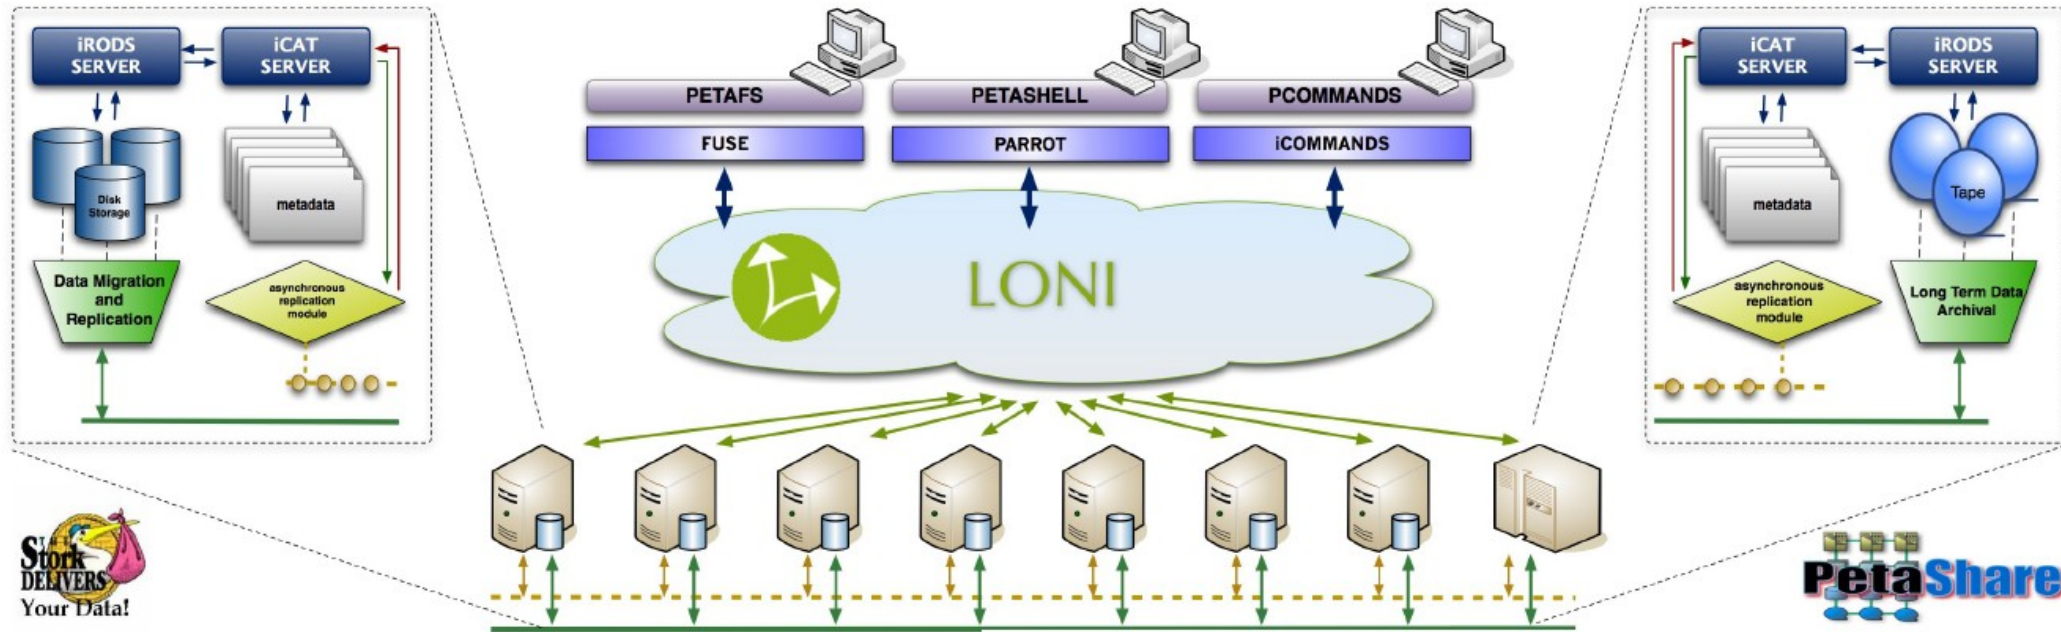 iRODS
SERVER
iCAT
SERVER
Disk
Storage
metadata
Data Migration
and
Replication
asynchronous
replication
module
PETAFS
PETASHELL
PCOMMANDS
FUSE
PARROT
iCOMMANDS
LONI
iCAT
SERVER
iRODS
SERVER
metadata
Tape
asynchronous
replication
module
Long Term Data
Archival
THE
Stork
DELIVERS
Your Data!
PetaShare